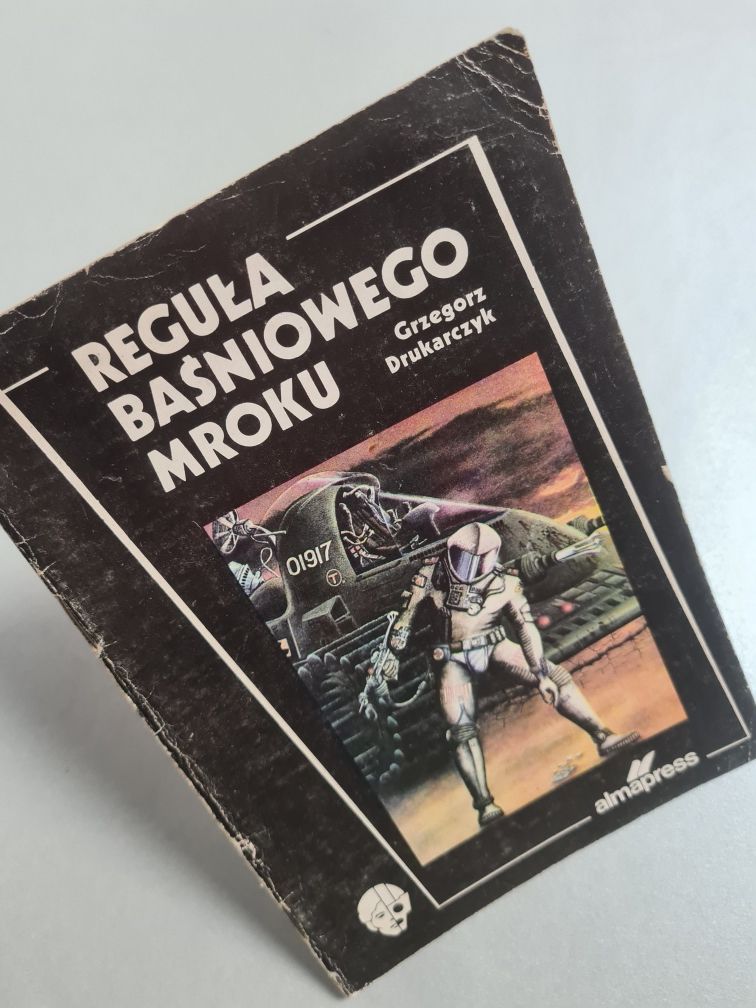 REGUŁA
BAŚNIOWEGO
MROKU
Grzegorz
Drukarczyk
01917
T
almapress